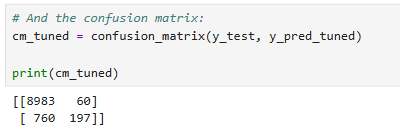 # And the confusion matrix:
cm_tuned = confusion_matrix(y_test, y_pred_tuned)
print(cm_tuned)
[[8983   60]
 [ 760  197]]